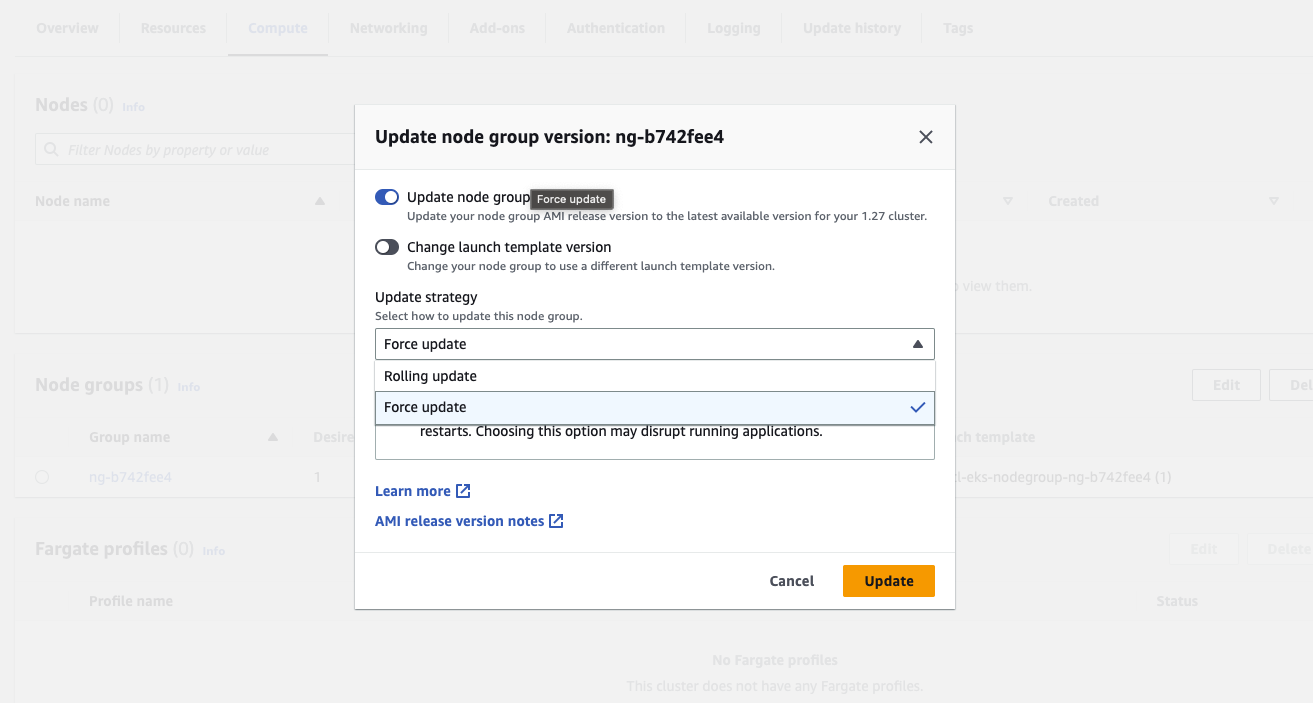 Overview Resources Compute Networking Add-ons Authentication Logging Update history Tags
Nodes (0) Info
Filter Nodes by property or value
Node name Created
view them.
Update node group version: ng-b742fee4
Update node group
Force update
Update your node group AMI release version to the latest available version for your 1.27 cluster.
Change launch template version
Change your node group to use a different launch template version.
Update strategy
Select how to update this node group.
Force update
Rolling update
Force update
restarts. Choosing this option may disrupt running applications.
Learn more
AMI release version notes
Cancel Update
Node groups (1) Info Edit Del
Group name Desire ch template
ng-b742fee4 1 l-eks-nodegroup-ng-b742fee4 (1)
Fargate profiles (0) Info Edit Delete
Profile name Status
No Fargate profiles
This cluster does not have any Fargate profiles.